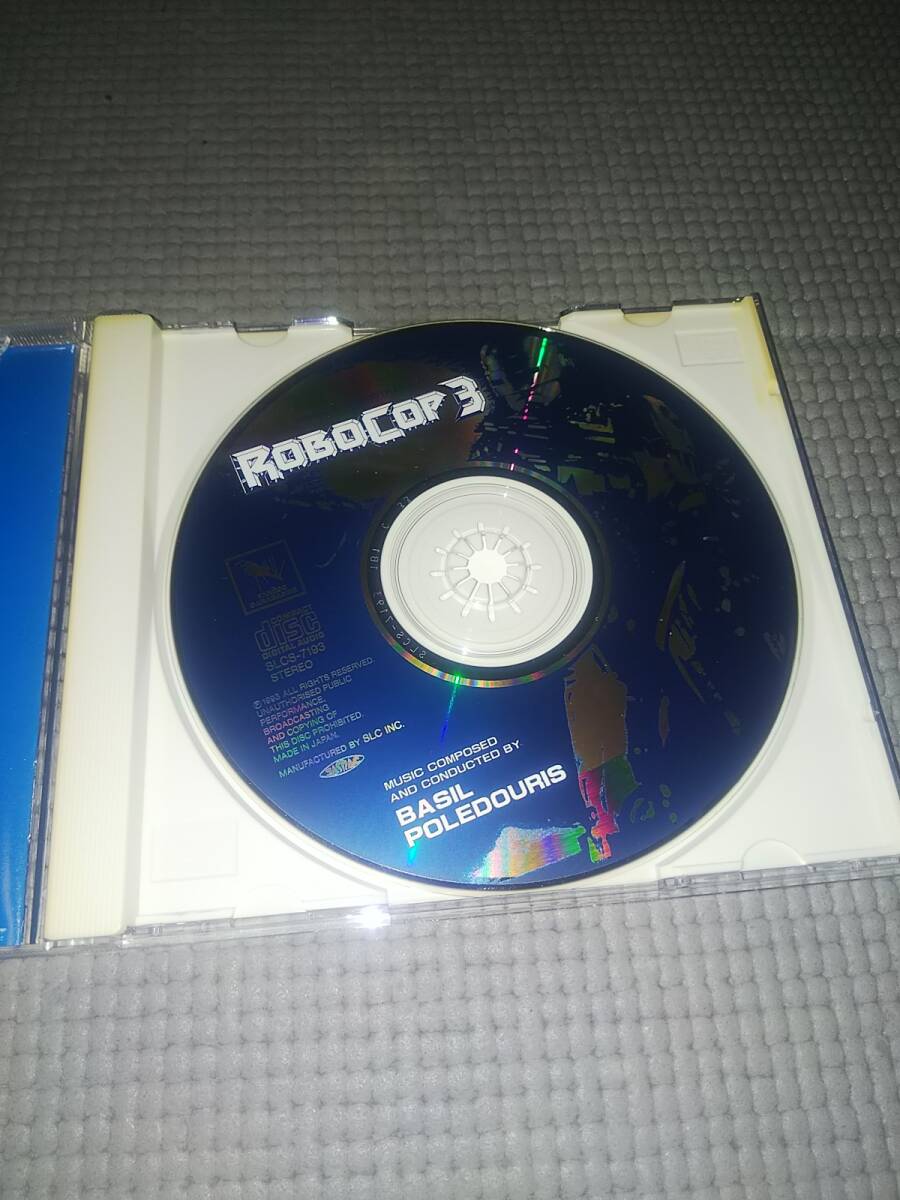 ROBOCOP 3
COMPACT
disc
DIGITAL AUDIO
SLCS-7193
STEREO
℗1993 ALL RIGHTS RESERVED.
UNAUTHORISED PUBLIC
PERFORMANCE,
BROADCASTING
AND COPYING OF
THIS DISC PROHIBITED.
MADE IN JAPAN.
MANUFACTURED BY SLC INC.
MUSIC COMPOSED
AND CONDUCTED BY
BASIL
POLEDOURIS